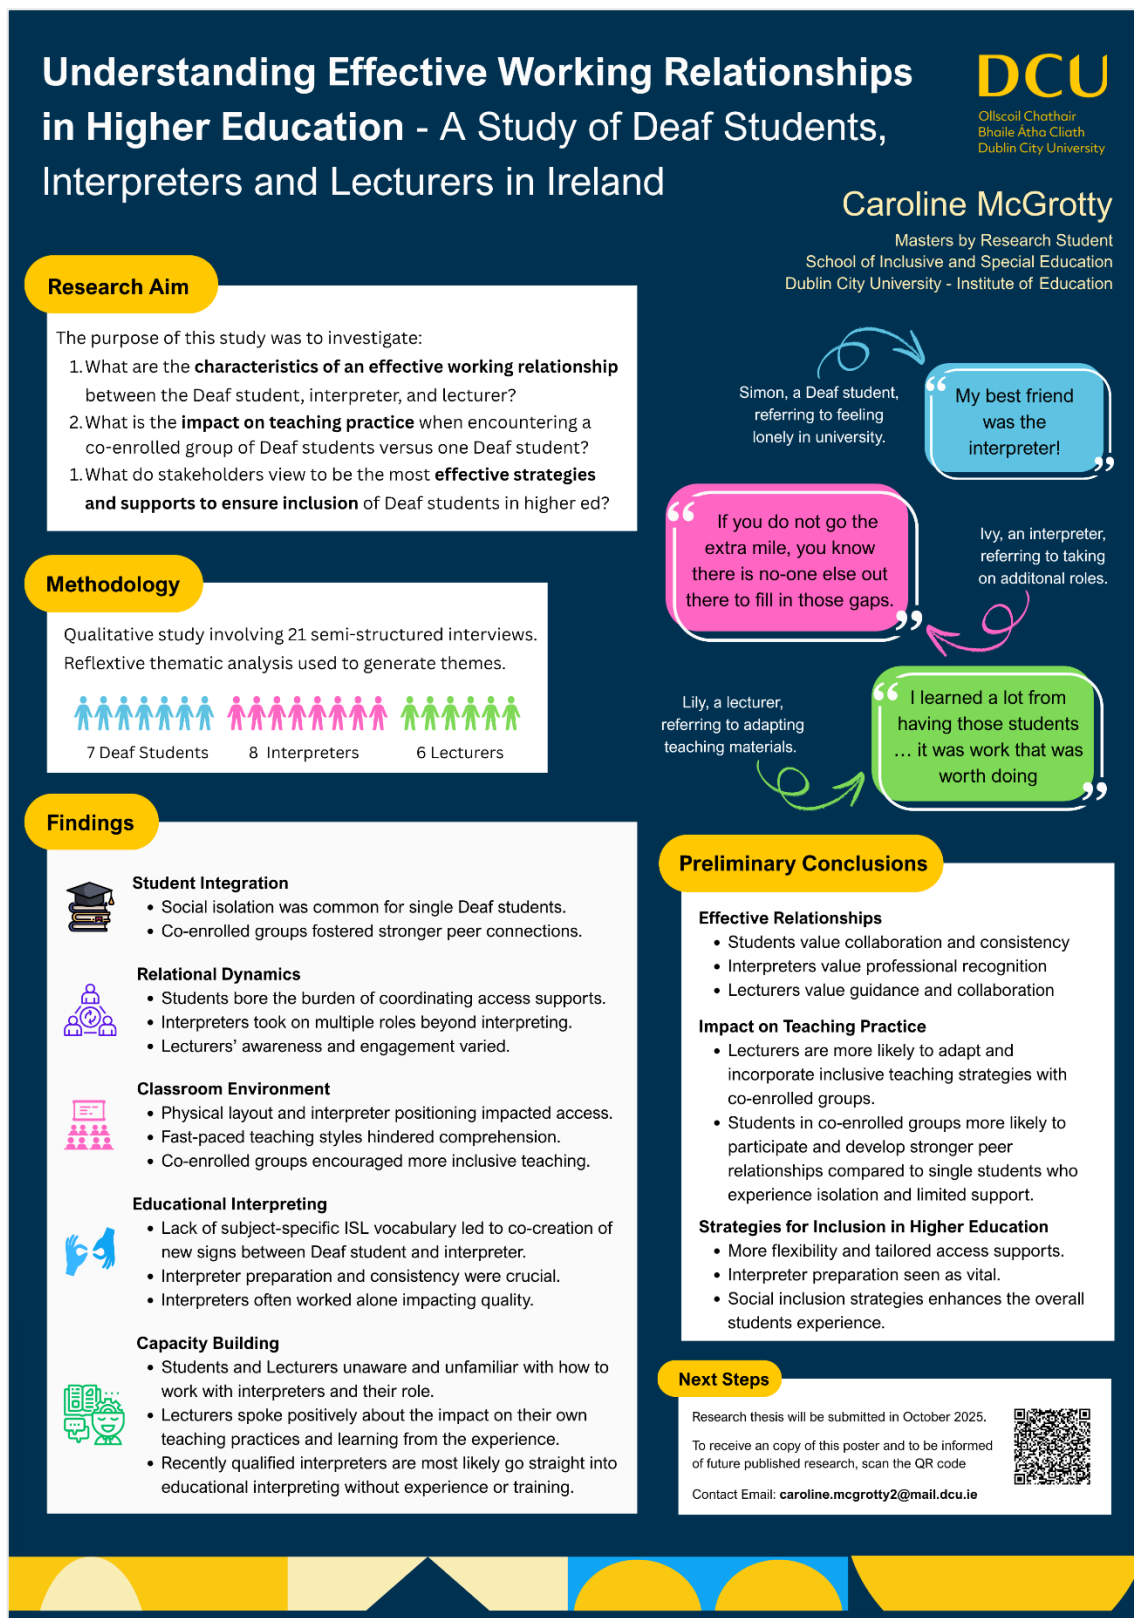 Understanding Effective Working Relationships
in Higher Education - A Study of Deaf Students,
Interpreters and Lecturers in Ireland
DCU
Ollscoil Chathair
Bhaile Átha Cliath
Dublin City University
Caroline McGrotty
Masters by Research Student
School of Inclusive and Special Education
Dublin City University - Institute of Education
Research Aim
The purpose of this study was to investigate:
1. What are the characteristics of an effective working relationship
between the Deaf student, interpreter, and lecturer?
2. What is the impact on teaching practice when encountering a
co-enrolled group of Deaf students versus one Deaf student?
1. What do stakeholders view to be the most effective strategies
and supports to ensure inclusion of Deaf students in higher ed?
Simon, a Deaf student,
referring to feeling
lonely in university.
“ My best friend
was the
interpreter! ”
“ If you do not go the
extra mile, you know
there is no-one else out
there to fill in those gaps. ”
Ivy, an interpreter,
referring to taking
on additonal roles.
Lily, a lecturer,
referring to adapting
teaching materials.
“ I learned a lot from
having those students
... it was work that was
worth doing ”
Methodology
Qualitative study involving 21 semi-structured interviews.
Reflextive thematic analysis used to generate themes.
7 Deaf Students
8 Interpreters
6 Lecturers
Findings
Student Integration
• Social isolation was common for single Deaf students.
• Co-enrolled groups fostered stronger peer connections.
Relational Dynamics
• Students bore the burden of coordinating access supports.
• Interpreters took on multiple roles beyond interpreting.
• Lecturers’ awareness and engagement varied.
Classroom Environment
• Physical layout and interpreter positioning impacted access.
• Fast-paced teaching styles hindered comprehension.
• Co-enrolled groups encouraged more inclusive teaching.
Educational Interpreting
• Lack of subject-specific ISL vocabulary led to co-creation of
new signs between Deaf student and interpreter.
• Interpreter preparation and consistency were crucial.
• Interpreters often worked alone impacting quality.
Capacity Building
• Students and Lecturers unaware and unfamiliar with how to
work with interpreters and their role.
• Lecturers spoke positively about the impact on their own
teaching practices and learning from the experience.
• Recently qualified interpreters are most likely go straight into
educational interpreting without experience or training.
Preliminary Conclusions
Effective Relationships
• Students value collaboration and consistency
• Interpreters value professional recognition
• Lecturers value guidance and collaboration
Impact on Teaching Practice
• Lecturers are more likely to adapt and
incorporate inclusive teaching strategies with
co-enrolled groups.
• Students in co-enrolled groups more likely to
participate and develop stronger peer
relationships compared to single students who
experience isolation and limited support.
Strategies for Inclusion in Higher Education
• More flexibility and tailored access supports.
• Interpreter preparation seen as vital.
• Social inclusion strategies enhances the overall
students experience.
Next Steps
Research thesis will be submitted in October 2025.
To receive an copy of this poster and to be informed
of future published research, scan the QR code
Contact Email: caroline.mcgrotty2@mail.dcu.ie